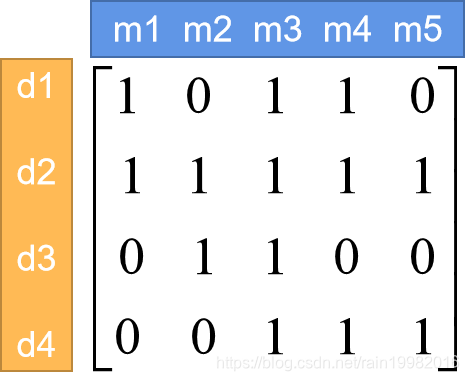 m1 m2 m3 m4 m5
d1 1 0 1 1 0
d2 1 1 1 1 1
d3 0 1 1 0 0
d4 0 0 1 1 1
https://blog.csdn.net/rain19982016